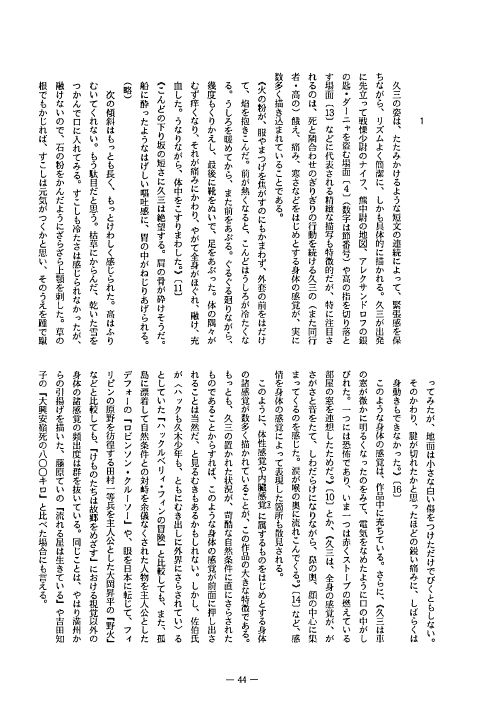 1
久三の姿は、たたみかけるような短文の連続によって、緊張感を保
ちながら、リズムよく簡潔に、しかも具体的に描かれる。久三が出発
に先立って戦慄少尉のナイフ、熊中尉の地図、アレクサンドロフの銀
の匙・ダーニャを盗む場面〔4〕（数字は節番号）や高の指を切り落と
す場面〔13〕などに代表される精緻な描写も特徴的だが、特に注目さ
れるのは、死と隣合わせのぎりぎりの行動を続ける久三の（また同行
者・高の）餓え、痛み、寒さなどをはじめとする身体の感覚が、実に
数多く描き込まれていることである。
《火の粉が、服やまつげを焦がすのにもかまわず、外套の前をはだけ
て、焰を抱きこんだ。前が熱くなると、こんどはうしろが冷たくな
る。うしろを暖めてから、また前をあぶる。ぐるぐる廻りながら、
幾度もくりかえし、最後に靴をぬいで、足をあぶった。体の隅々が
むず痒くなり、それが痛みにかわり、やがて全身がほぐれ、融け、充
血した。うなりながら、体中をこすりまわした。》〔11〕
《こんどの下り坂の短さに久三は絶望する。肩の骨が砕けそうだ。
船に酔ったようなはげしい嘔吐感に、胃の中がねじりあげられる。
（略）
次の傾斜はもっとも長く、もっとけわしく感じられた。高はふり
むいてくれない。もう駄目だと思う。枯草にからんだ、乾いた雪を
つかんで口に入れてみる。すこしも冷たさは感じられなかったが、
融けないので、石の粉をかんだようにざらざら上顎を刺した。草の
根でもかじれば、すこしは元気がつくかと思い、そのうえを踵で蹴
ってみたが、地面は小さな白い傷をつけただけでびくともしない。
そのかわり、腱が切れたかと思ったほどの鋭い痛みに、しばらくは
身動きもできなかった。》〔16〕
このような身体の感覚は、作品中に充ちている。さらに、《久三は車
の窓が微かに明るくなったのをみて、電気をなめたように口の中がし
びれた。一つには恐怖であり、いま一つは赤くストーブの燃えている
部屋の窓を連想したためだ。》〔10〕とか、《久三は、全身の感覚が、が
さがさと音をたて、しわだらけになりながら、鼻の奥、顔の中心に集
まってくるのを感じた。涙が喉の奥に流れこんでくる。》〔14〕など、感
情を身体の感覚によって表現した箇所も散見される。
このように、体性感覚や内臓感覚に属するものをはじめとする身体
の諸感覚が数多く描かれていることが、この作品の大きな特徴である。
もっとも、久三の置かれた状況が、苛酷な自然条件に直にさらされた
ものであることからすれば、このような身体の感覚が前面に押し出さ
れることは当然だ、と見るむきもあるかもしれない。しかし、佐伯氏
が〈ハックも久木少年も、ともにむき出しに外界にさらされている〉
としていた『ハックルベリィ・フィンの冒険』と比較しても、また、孤
島に漂着して自然条件との対峙を余儀なくされた人物を主人公とした
デフォーの『ロビンソン・クルーソー』や、眼を日本に転じて、フィ
リピンの原野を彷徨する田村一等兵を主人公とした大岡昇平の『野火』
などと比較しても、『けものたちは故郷をめざす』における視覚以外の
身体の諸感覚の頻出度は群を抜いている。同じことは、やはり満州か
らの引揚げを描いた、藤原ていの『流れる星は生きている』や吉田知
子の『大興安嶺死の八〇〇キロ』と比べた場合にも言える。
— 44 —